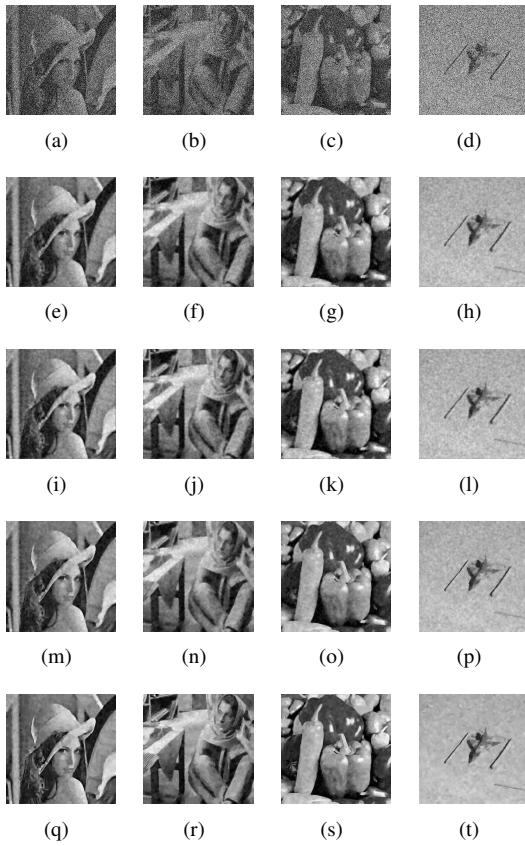 (a) (b) (c) (d)
(e) (f) (g) (h)
(i) (j) (k) (l)
(m) (n) (o) (p)
(q) (r) (s) (t)